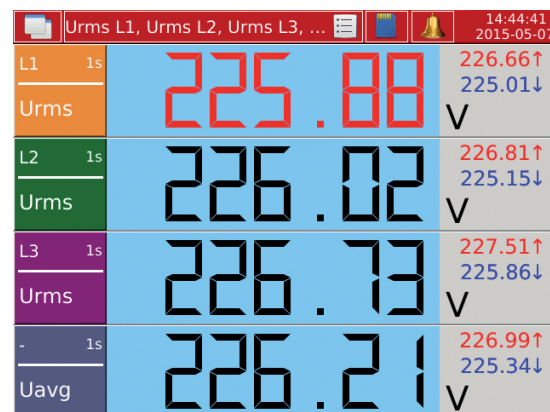 Urms L1, Urms L2, Urms L3, ...
14:44:41
2015-05-07
L1 1s
Urms
225.88
V
226.66↑
225.01↓
L2 1s
Urms
226.02
V
226.81↑
225.15↓
L3 1s
Urms
226.73
V
227.51↑
225.86↓
- 1s
Uavg
226.21
V
226.99↑
225.34↓